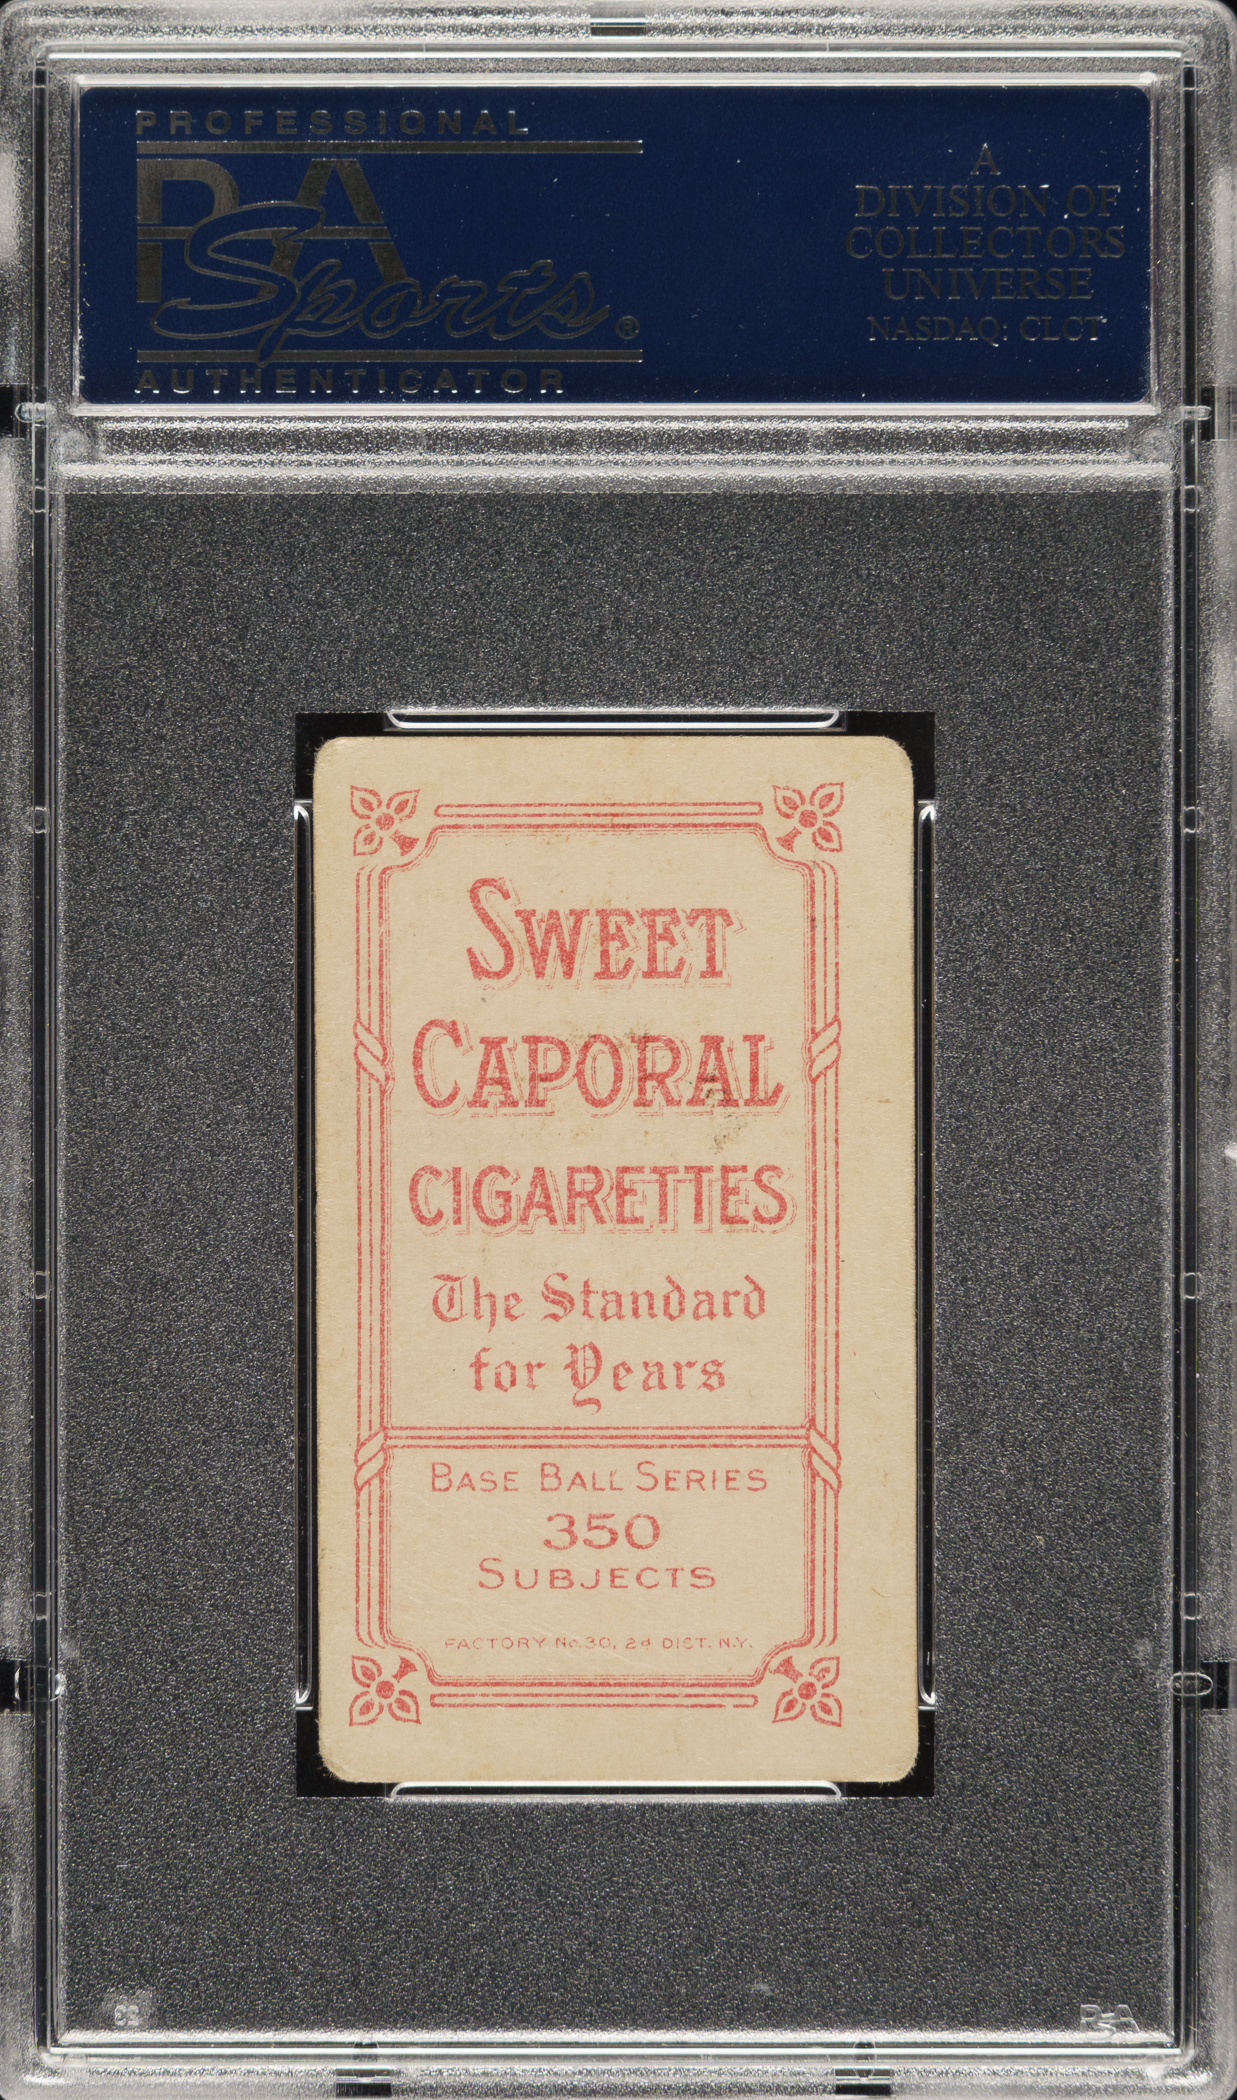 PROFESSIONAL
PSA
Sports®
AUTHENTICATOR
A
DIVISION OF
COLLECTORS
UNIVERSE
NASDAQ: CLCT
SWEET
CAPORAL
CIGARETTES
The Standard
for Years
BASE BALL SERIES
350
SUBJECTS
FACTORY No. 30, 2d DIST. N.Y.
PSA